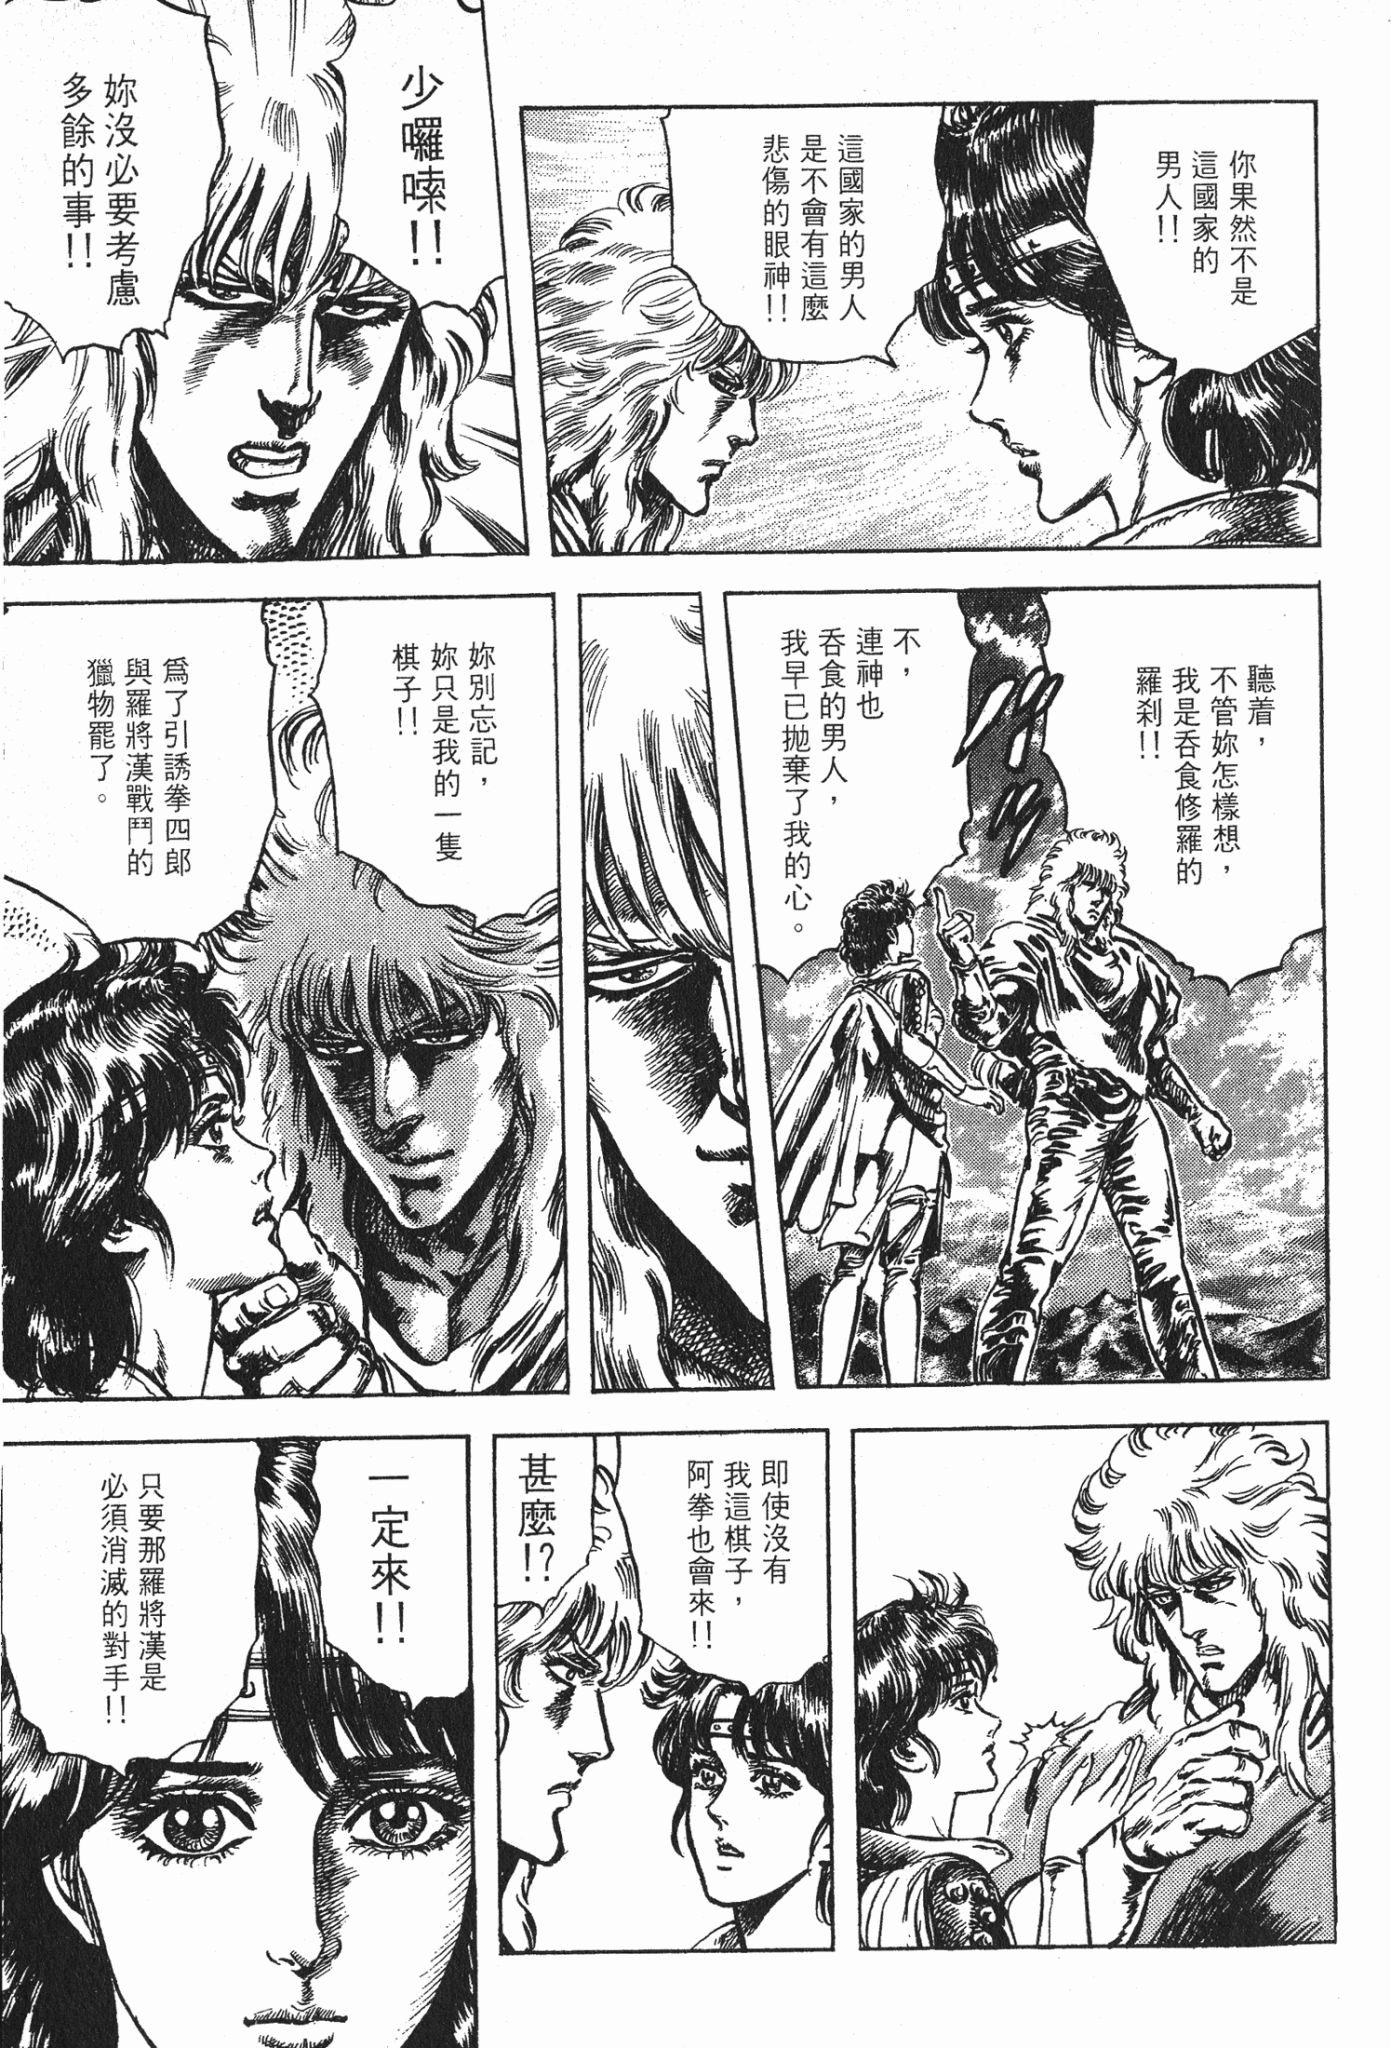 你果然不是
這國家的
男人!!
這國家的男人
是不會有這麼
悲傷的眼神!!
少囉嗦!!
妳沒必要考慮
多餘的事!!
聽着，
不管妳怎樣想，
我是吞食修羅的
羅刹!!
不，
連神也
吞食的男人，
我早已拋棄了我的心。
妳別忘記，
妳只是我的一隻
棋子!!
爲了引誘拳四郎
與羅將漢戰鬥的
獵物罷了。
即使沒有
我這棋子，
阿拳也會來!!
甚麼!?
一定來!!
只要那羅將漢是
必須消滅的對手!!